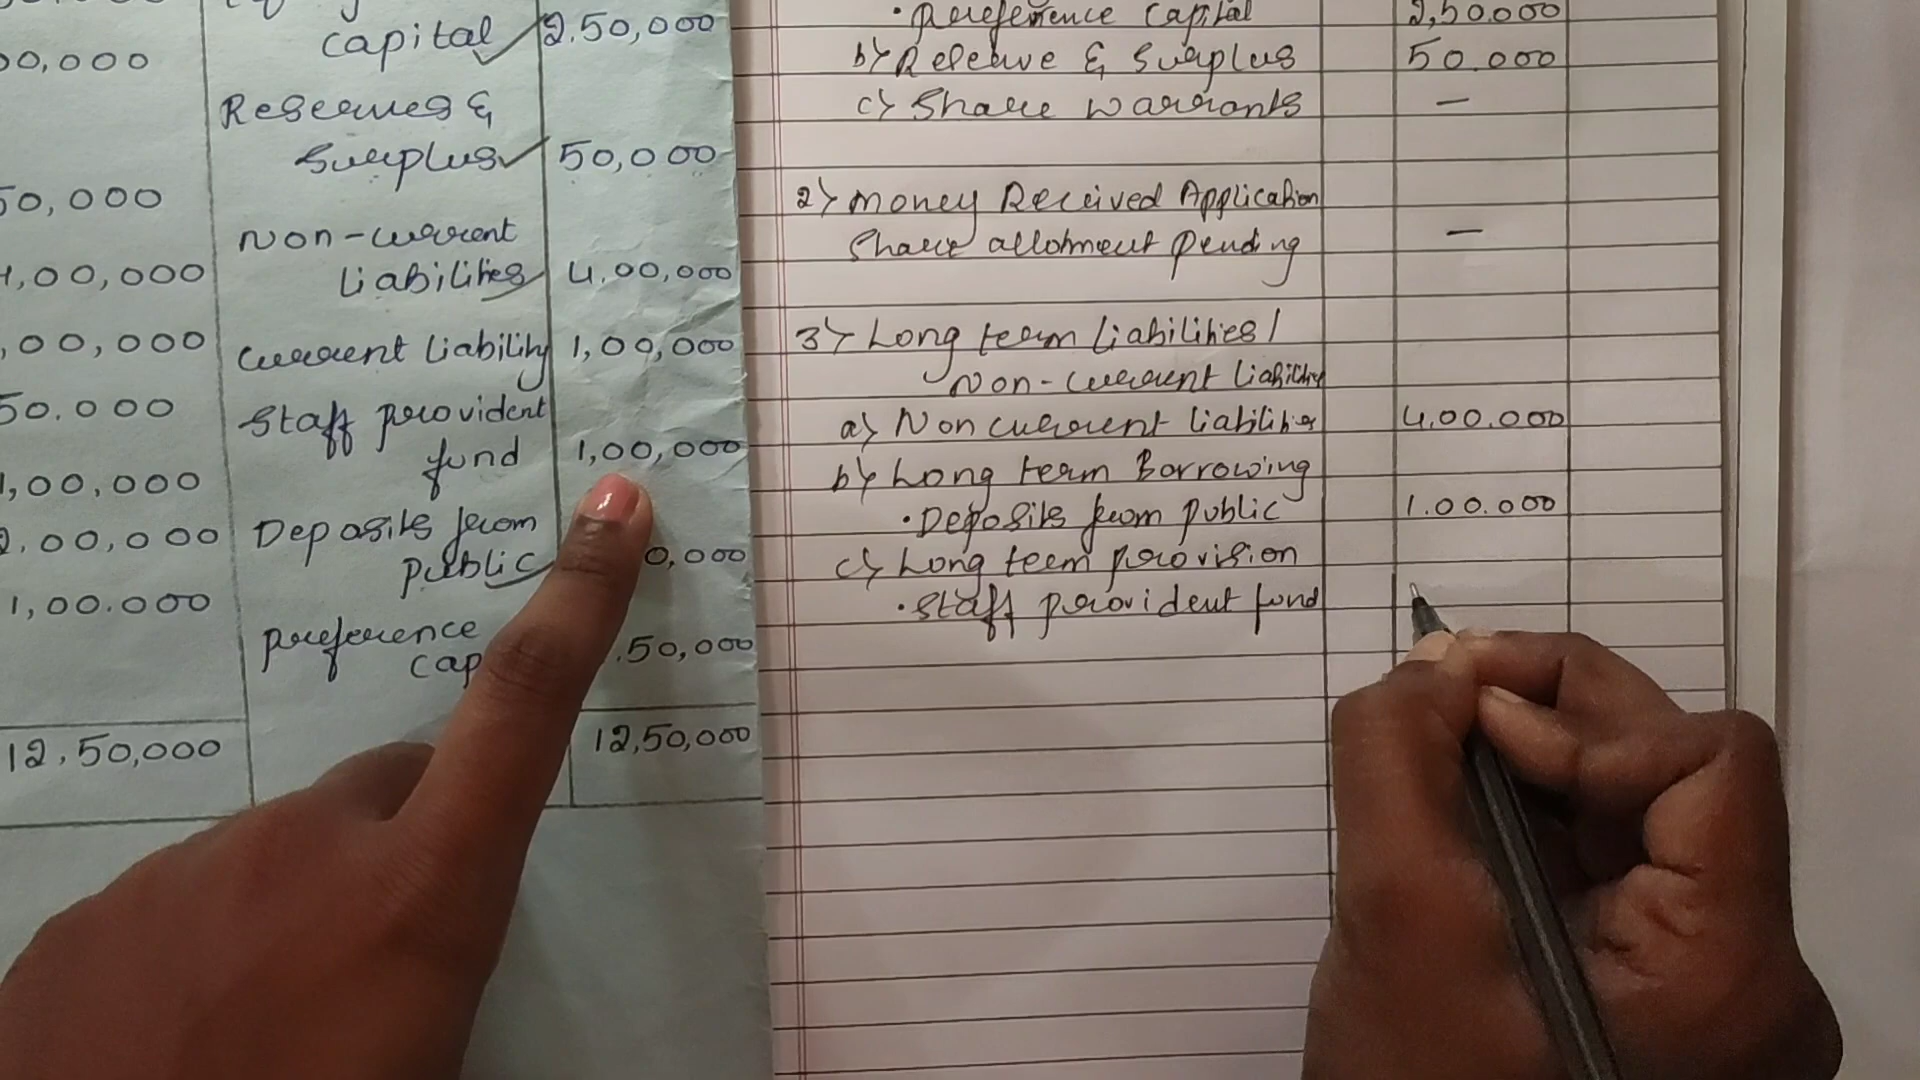 capital 2.50,000
00,000
Reserves &
Surplus 50,000
50,000
Non-current
liabilities 4,00,000
1,00,000
,00,000 Current liability 1,00,000
50.000 Staff provident
fund 1,00,000
1,00,000
2,00,000 Deposits from
public 0,000
1,00.000
preference
cap .50,000
12,50,000 12,50,000
• Preference Capital 2,50.000
b> Reserve & Surplus 50.000
c> Share warrants —
2> Money Received Application
Share allotment Pending —
3> Long term liabilities /
Non-current liabilities
a> Non current liabilities 4,00.000
b> Long term Borrowing
• Deposits from public 1.00.000
c> Long term provision
• Staff provident fund